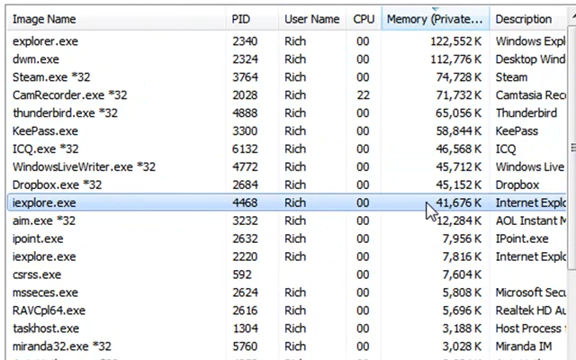 Image Name PID User Name CPU Memory (Private... Description
explorer.exe 2340 Rich 00 122,552 K Windows Expl
dwm.exe 2324 Rich 00 112,776 K Desktop Wind
Steam.exe *32 3764 Rich 00 74,728 K Steam
CamRecorder.exe *32 2028 Rich 22 71,732 K Camtasia Reco
thunderbird.exe *32 4888 Rich 00 65,056 K Thunderbird
KeePass.exe 3300 Rich 00 58,844 K KeePass
ICQ.exe *32 6132 Rich 00 46,568 K ICQ
WindowsLiveWriter.exe *32 4772 Rich 00 45,712 K Windows Live
Dropbox.exe *32 2684 Rich 00 45,152 K Dropbox
iexplore.exe 4468 Rich 00 41,676 K Internet Explo
aim.exe *32 3232 Rich 00 12,284 K AOL Instant M
ipoint.exe 2632 Rich 00 7,956 K IPoint.exe
iexplore.exe 2220 Rich 00 7,816 K Internet Explo
csrss.exe 592 00 7,604 K
msseces.exe 2624 Rich 00 5,808 K Microsoft Secu
RAVCpl64.exe 2616 Rich 00 5,696 K Realtek HD Au
taskhost.exe 1304 Rich 00 3,188 K Host Process f
miranda32.exe *32 5760 Rich 00 3,028 K Miranda IM